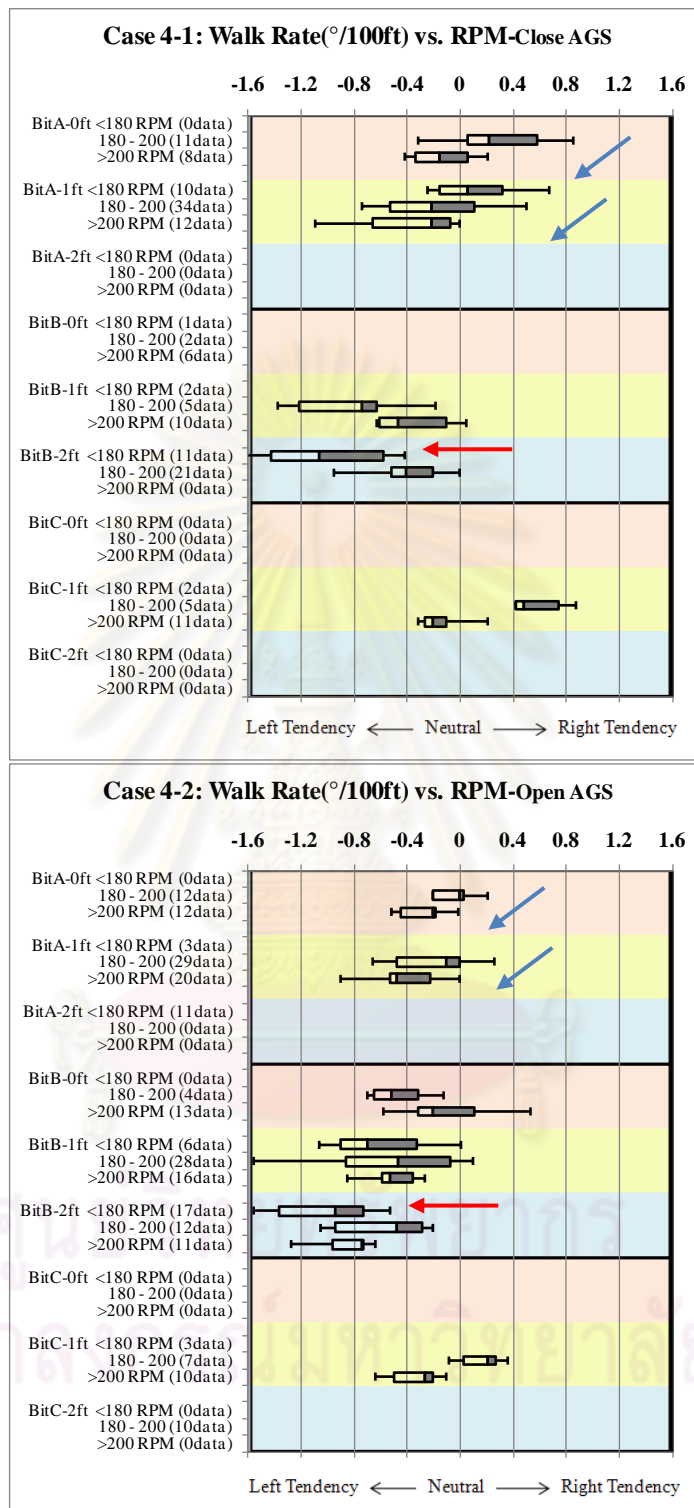 Case 4-1: Walk Rate(°/100ft) vs. RPM-Close AGS
-1.6 -1.2 -0.8 -0.4 0 0.4 0.8 1.2 1.6
BitA-0ft <180 RPM (0data)
180 - 200 (11data)
>200 RPM (8data)
BitA-1ft <180 RPM (10data)
180 - 200 (34data)
>200 RPM (12data)
BitA-2ft <180 RPM (0data)
180 - 200 (0data)
>200 RPM (0data)
BitB-0ft <180 RPM (1data)
180 - 200 (2data)
>200 RPM (6data)
BitB-1ft <180 RPM (2data)
180 - 200 (5data)
>200 RPM (10data)
BitB-2ft <180 RPM (11data)
180 - 200 (21data)
>200 RPM (0data)
BitC-0ft <180 RPM (0data)
180 - 200 (0data)
>200 RPM (0data)
BitC-1ft <180 RPM (2data)
180 - 200 (5data)
>200 RPM (11data)
BitC-2ft <180 RPM (0data)
180 - 200 (0data)
>200 RPM (0data)
Left Tendency ← Neutral → Right Tendency
Case 4-2: Walk Rate(°/100ft) vs. RPM-Open AGS
-1.6 -1.2 -0.8 -0.4 0 0.4 0.8 1.2 1.6
BitA-0ft <180 RPM (0data)
180 - 200 (12data)
>200 RPM (12data)
BitA-1ft <180 RPM (3data)
180 - 200 (29data)
>200 RPM (20data)
BitA-2ft <180 RPM (11data)
180 - 200 (0data)
>200 RPM (0data)
BitB-0ft <180 RPM (0data)
180 - 200 (4data)
>200 RPM (13data)
BitB-1ft <180 RPM (6data)
180 - 200 (28data)
>200 RPM (16data)
BitB-2ft <180 RPM (17data)
180 - 200 (12data)
>200 RPM (11data)
BitC-0ft <180 RPM (0data)
180 - 200 (0data)
>200 RPM (0data)
BitC-1ft <180 RPM (3data)
180 - 200 (7data)
>200 RPM (10data)
BitC-2ft <180 RPM (0data)
180 - 200 (10data)
>200 RPM (0data)
Left Tendency ← Neutral → Right Tendency